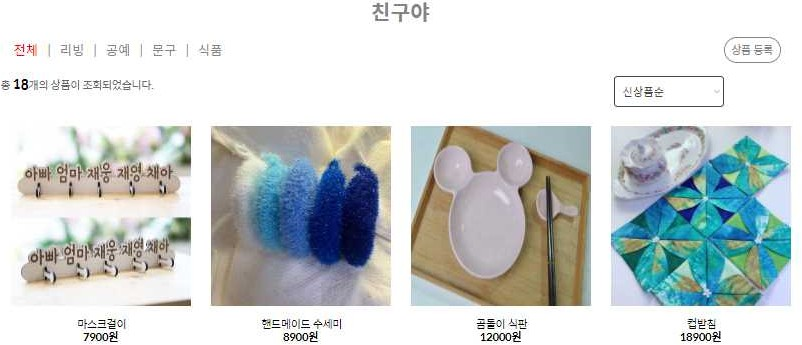 친구야
전체 | 리빙 | 공예 | 문구 | 식품
상품 등록
총 18개의 상품이 조회되었습니다.
신상품순
아빠 엄마 재웅 재영 채아
아빠 엄마 재웅 재영 채아
마스크걸이
7900원
핸드메이드 수세미
8900원
곰돌이 식판
12000원
컵받침
18900원